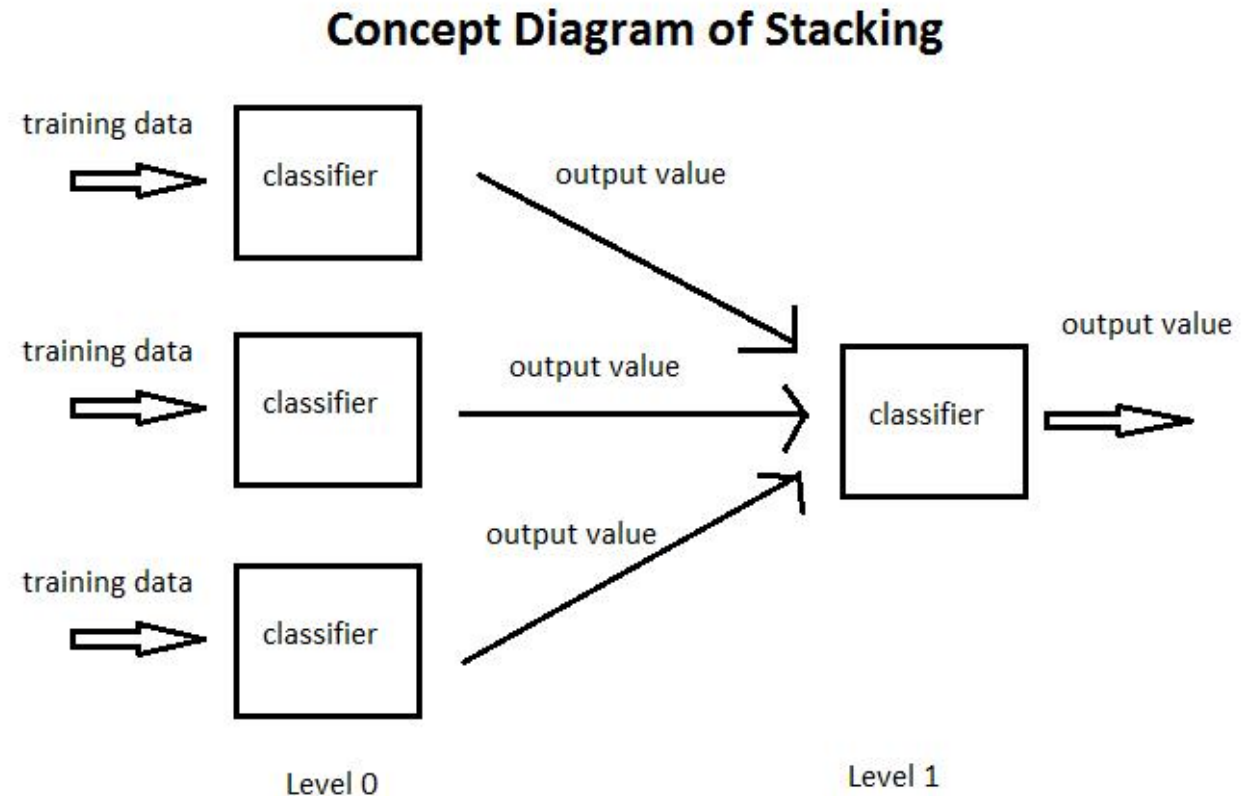 Concept Diagram of Stacking
training data
classifier
output value
training data
classifier
output value
training data
classifier
output value
classifier
output value
Level 0
Level 1